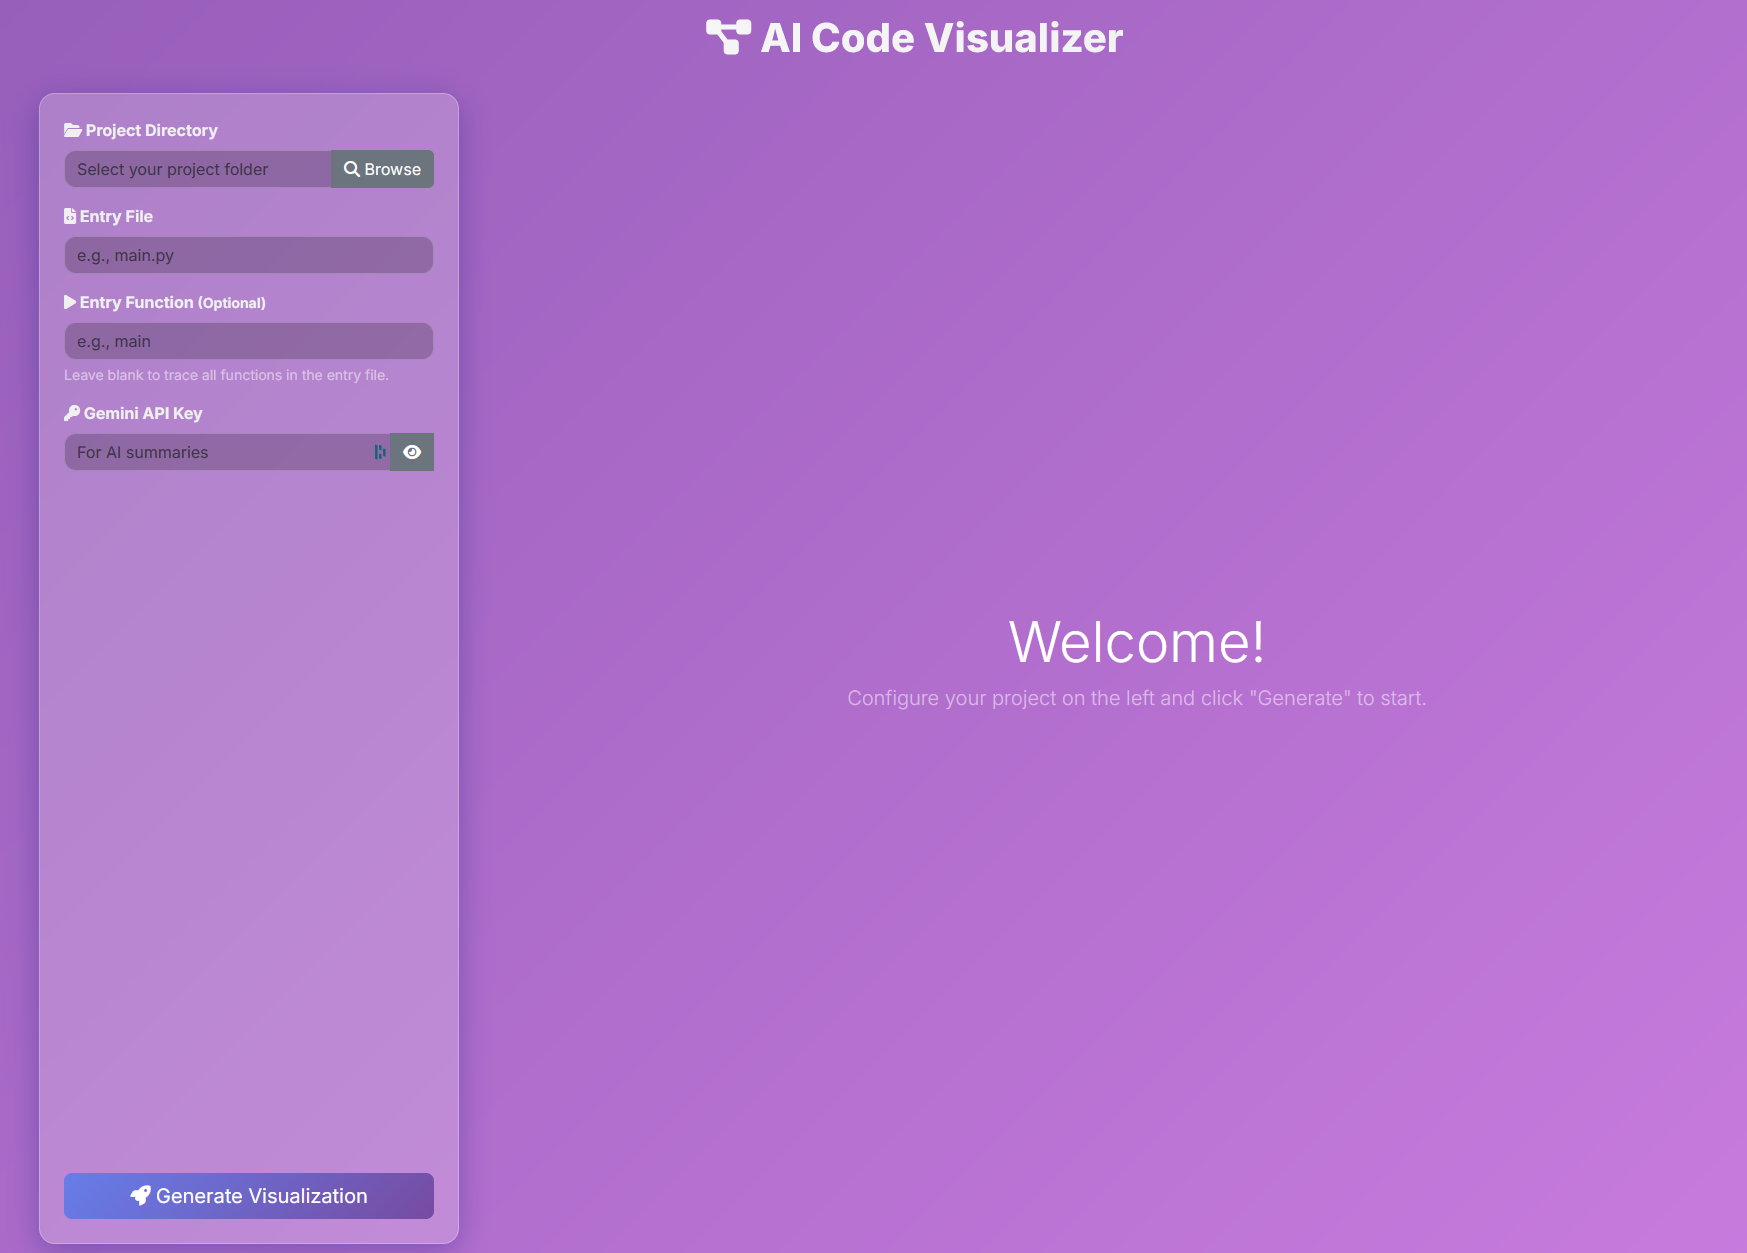 AI Code Visualizer
Project Directory
Select your project folder
Browse
Entry File
e.g., main.py
Entry Function (Optional)
e.g., main
Leave blank to trace all functions in the entry file.
Gemini API Key
For AI summaries
Welcome!
Configure your project on the left and click "Generate" to start.
Generate Visualization